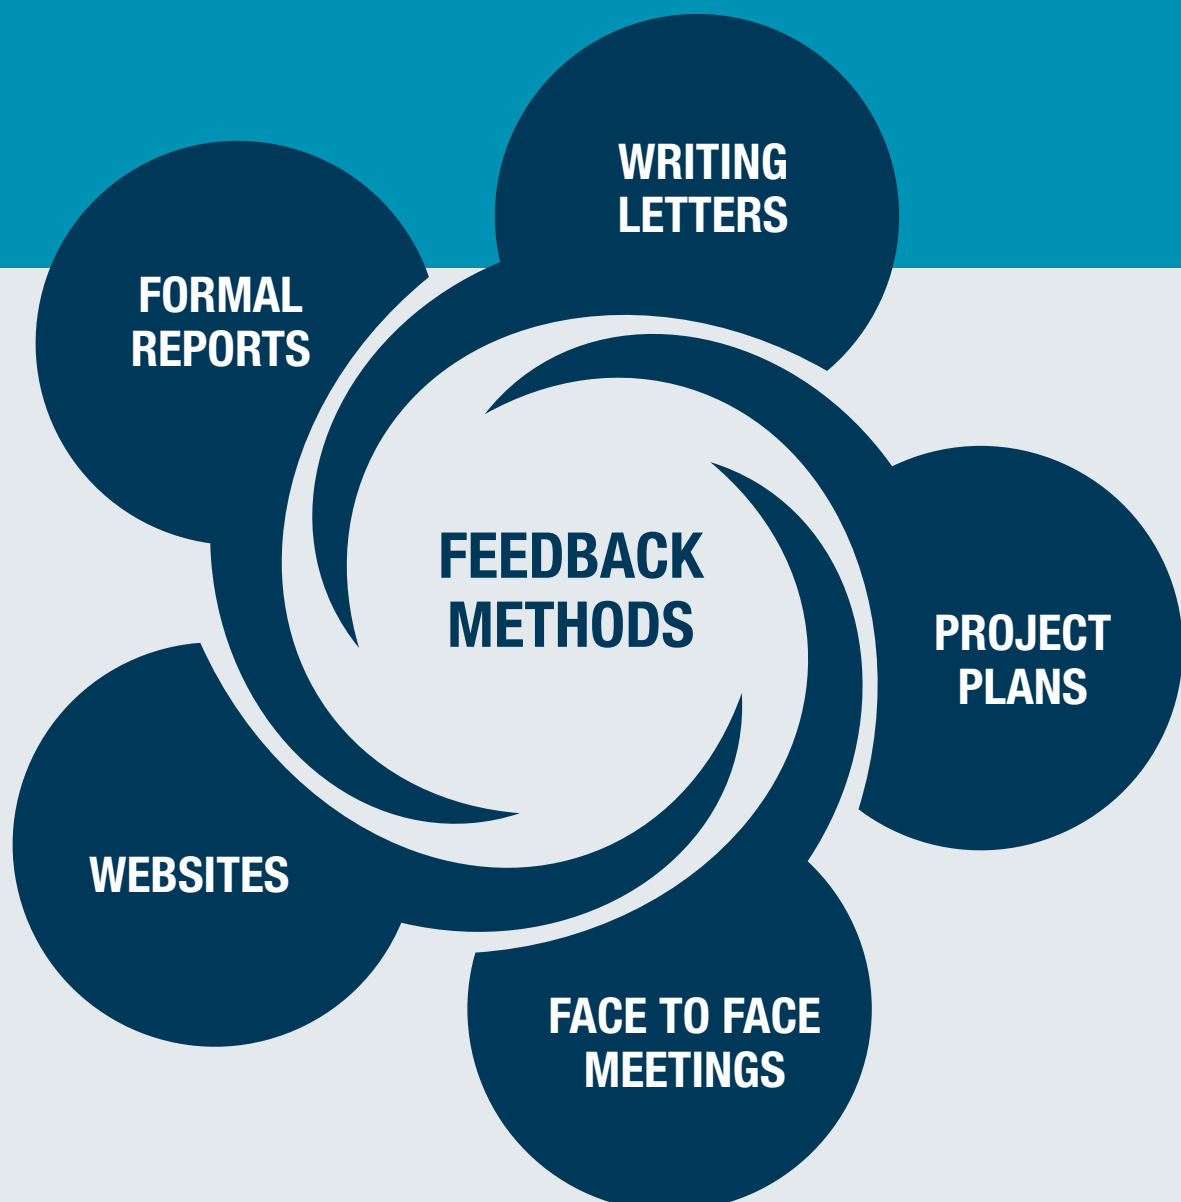 WRITING
LETTERS
FORMAL
REPORTS
FEEDBACK
METHODS
PROJECT
PLANS
WEBSITES
FACE TO FACE
MEETINGS